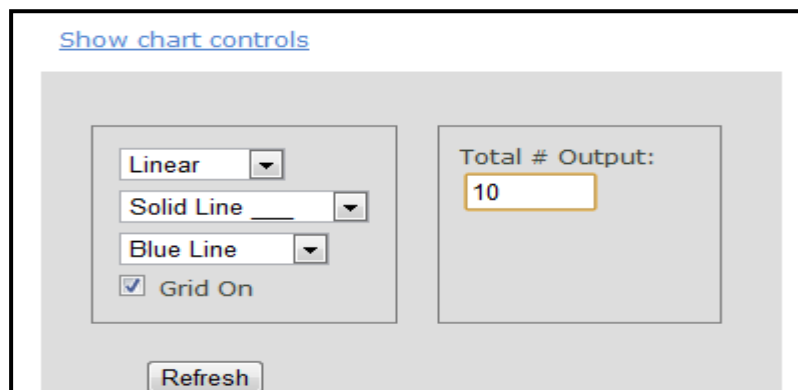 Show chart controls
Linear
Solid Line ___
Blue Line
Grid On
Total # Output:
10
Refresh